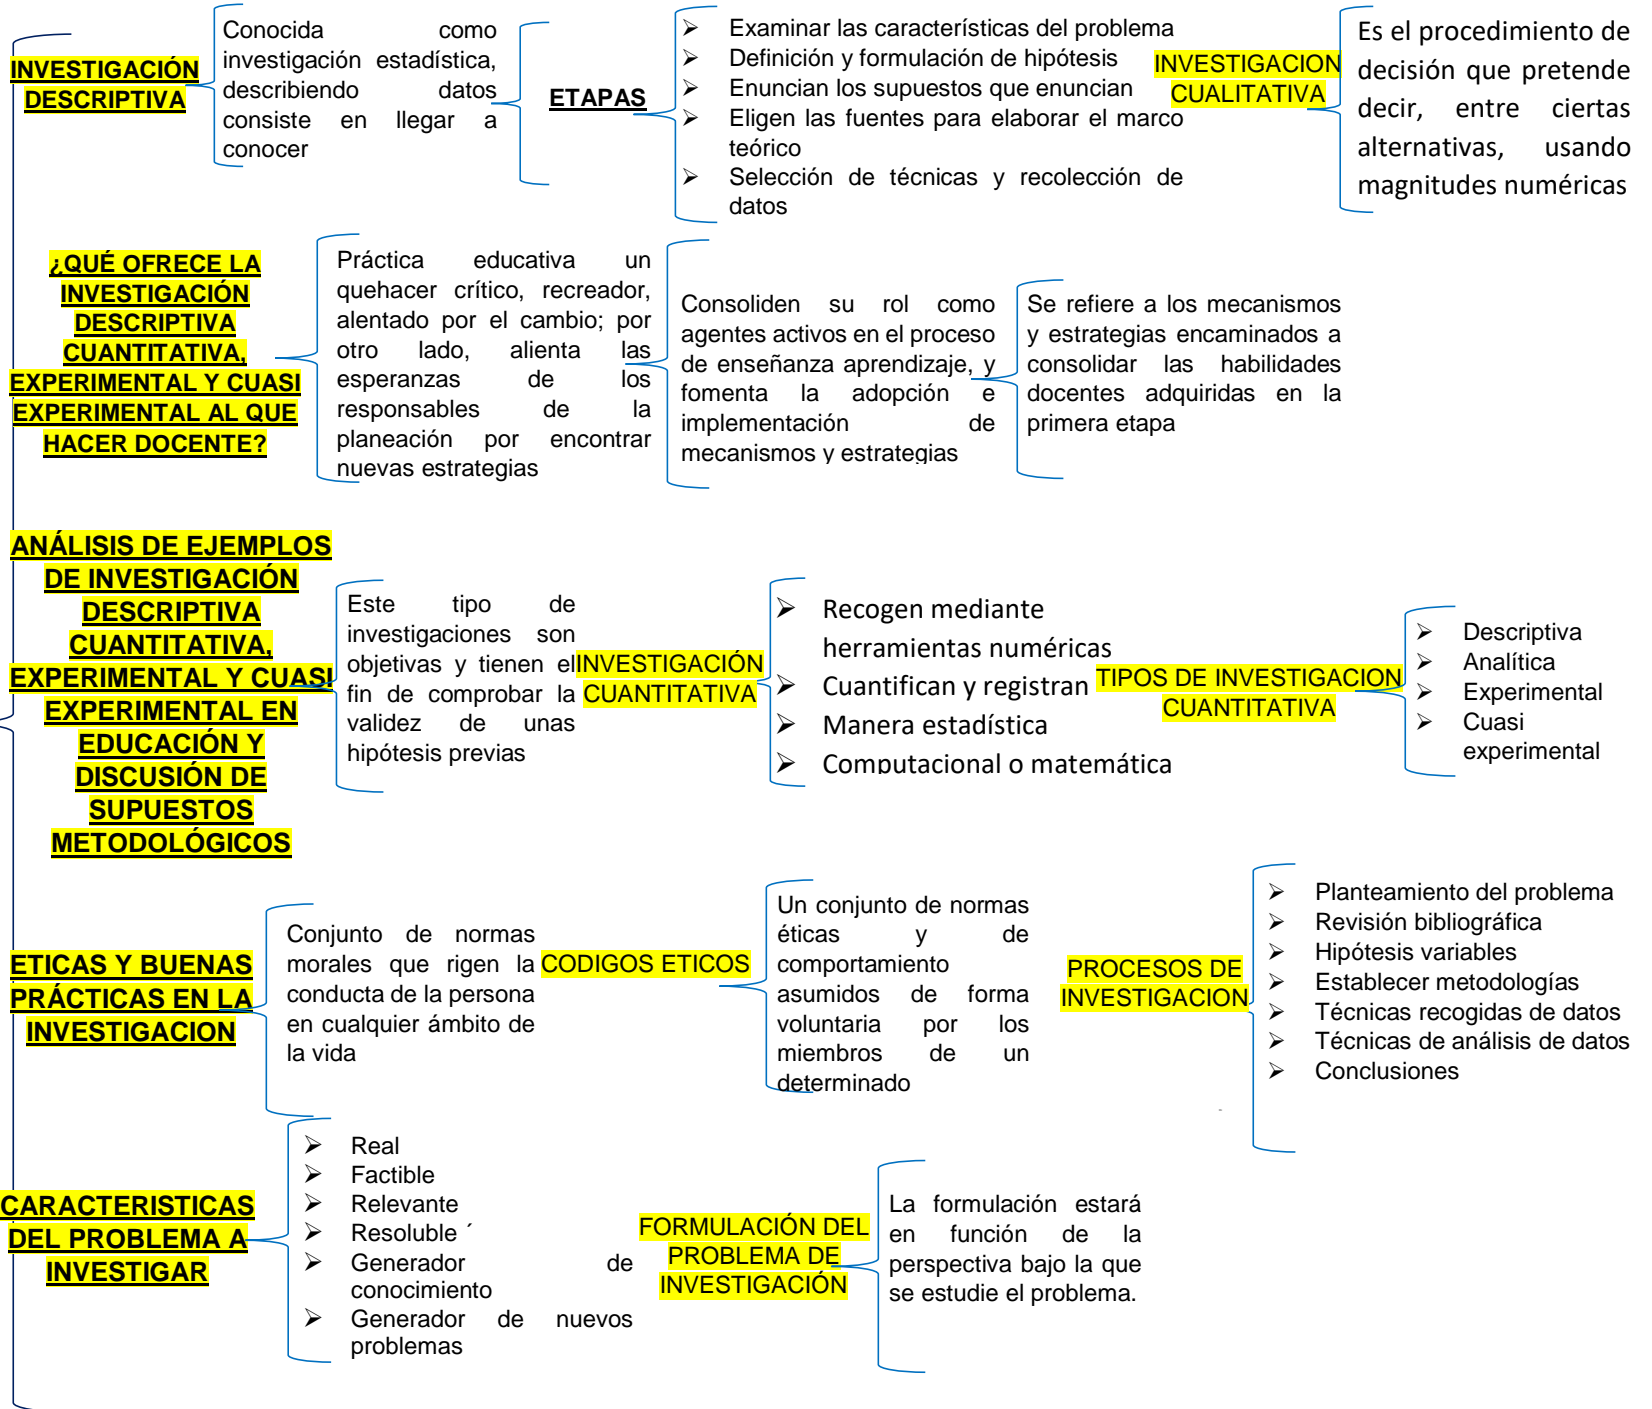 INVESTIGACIÓN
DESCRIPTIVA
Conocida como
investigación estadística,
describiendo datos
consiste en llegar a
conocer
ETAPAS
➢ Examinar las características del problema
➢ Definición y formulación de hipótesis
➢ Enuncian los supuestos que enuncian
➢ Eligen las fuentes para elaborar el marco
teórico
➢ Selección de técnicas y recolección de
datos
INVESTIGACION
CUALITATIVA
Es el procedimiento de
decisión que pretende
decir, entre ciertas
alternativas, usando
magnitudes numéricas
¿QUÉ OFRECE LA
INVESTIGACIÓN
DESCRIPTIVA
CUANTITATIVA,
EXPERIMENTAL Y CUASI
EXPERIMENTAL AL QUE
HACER DOCENTE?
Práctica educativa un
quehacer crítico, recreador,
alentado por el cambio; por
otro lado, alienta las
esperanzas de los
responsables de la
planeación por encontrar
nuevas estrategias
Consoliden su rol como
agentes activos en el proceso
de enseñanza aprendizaje, y
fomenta la adopción e
implementación de
mecanismos y estrategias
Se refiere a los mecanismos
y estrategias encaminados a
consolidar las habilidades
docentes adquiridas en la
primera etapa
ANÁLISIS DE EJEMPLOS
DE INVESTIGACIÓN
DESCRIPTIVA
CUANTITATIVA,
EXPERIMENTAL Y CUASI
EXPERIMENTAL EN
EDUCACIÓN Y
DISCUSIÓN DE
SUPUESTOS
METODOLÓGICOS
Este tipo de
investigaciones son
objetivas y tienen el
fin de comprobar la
validez de unas
hipótesis previas
INVESTIGACIÓN
CUANTITATIVA
➢ Recogen mediante
herramientas numéricas
➢ Cuantifican y registran
➢ Manera estadística
➢ Computacional o matemática
TIPOS DE INVESTIGACION
CUANTITATIVA
➢ Descriptiva
➢ Analítica
➢ Experimental
➢ Cuasi
experimental
ETICAS Y BUENAS
PRÁCTICAS EN LA
INVESTIGACION
Conjunto de normas
morales que rigen la
conducta de la persona
en cualquier ámbito de
la vida
CODIGOS ETICOS
Un conjunto de normas
éticas y de
comportamiento
asumidos de forma
voluntaria por los
miembros de un
determinado
PROCESOS DE
INVESTIGACION
➢ Planteamiento del problema
➢ Revisión bibliográfica
➢ Hipótesis variables
➢ Establecer metodologías
➢ Técnicas recogidas de datos
➢ Técnicas de análisis de datos
➢ Conclusiones
CARACTERISTICAS
DEL PROBLEMA A
INVESTIGAR
➢ Real
➢ Factible
➢ Relevante
➢ Resoluble ´
➢ Generador de
conocimiento
➢ Generador de nuevos
problemas
FORMULACIÓN DEL
PROBLEMA DE
INVESTIGACIÓN
La formulación estará
en función de la
perspectiva bajo la que
se estudie el problema.